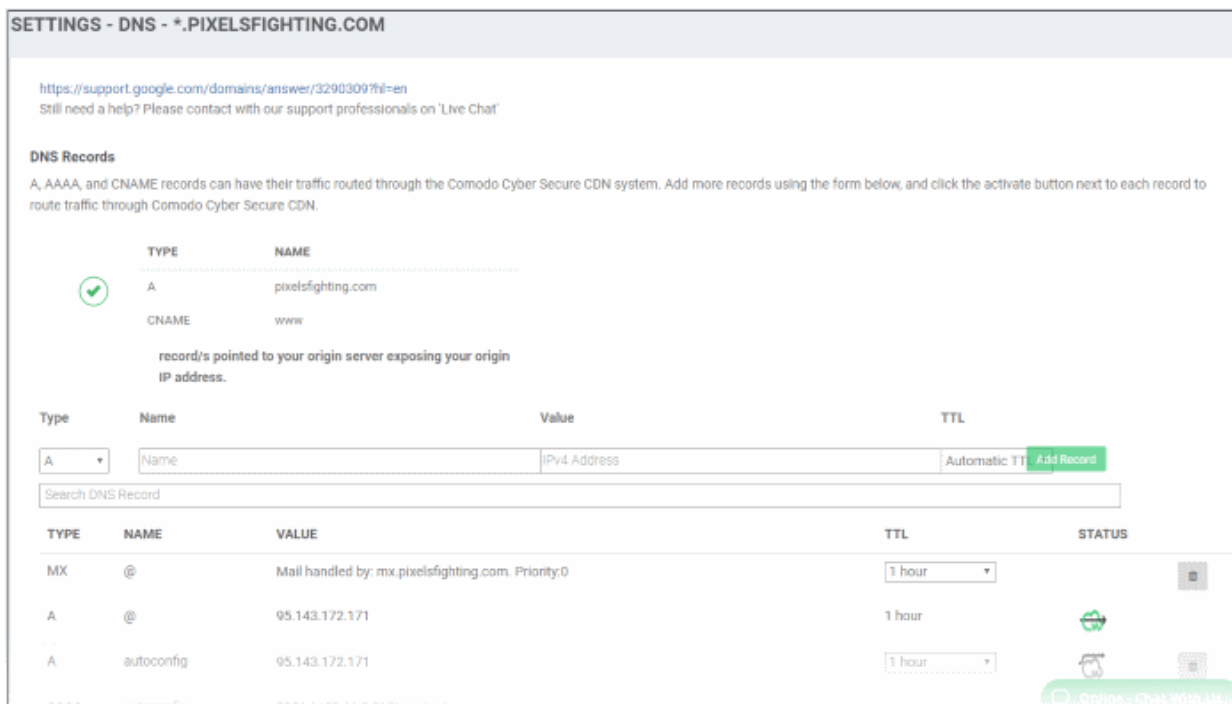 SETTINGS - DNS - *.PIXELSFIGHTING.COM
https://support.google.com/domains/answer/3290309?hl=en
Still need a help? Please contact with our support professionals on 'Live Chat'
DNS Records
A, AAAA, and CNAME records can have their traffic routed through the Comodo Cyber Secure CDN system. Add more records using the form below, and click the activate button next to each record to
route traffic through Comodo Cyber Secure CDN.
TYPE NAME
A pixelsfighting.com
CNAME www
record/s pointed to your origin server exposing your origin
IP address.
Type Name Value TTL
A Name IPv4 Address Automatic TTL Add Record
Search DNS Record
TYPE NAME VALUE TTL STATUS
MX @ Mail handled by: mx.pixelsfighting.com. Priority:0 1 hour
A @ 95.143.172.171 1 hour
A autoconfig 95.143.172.171 1 hour
Online - Chat With Us